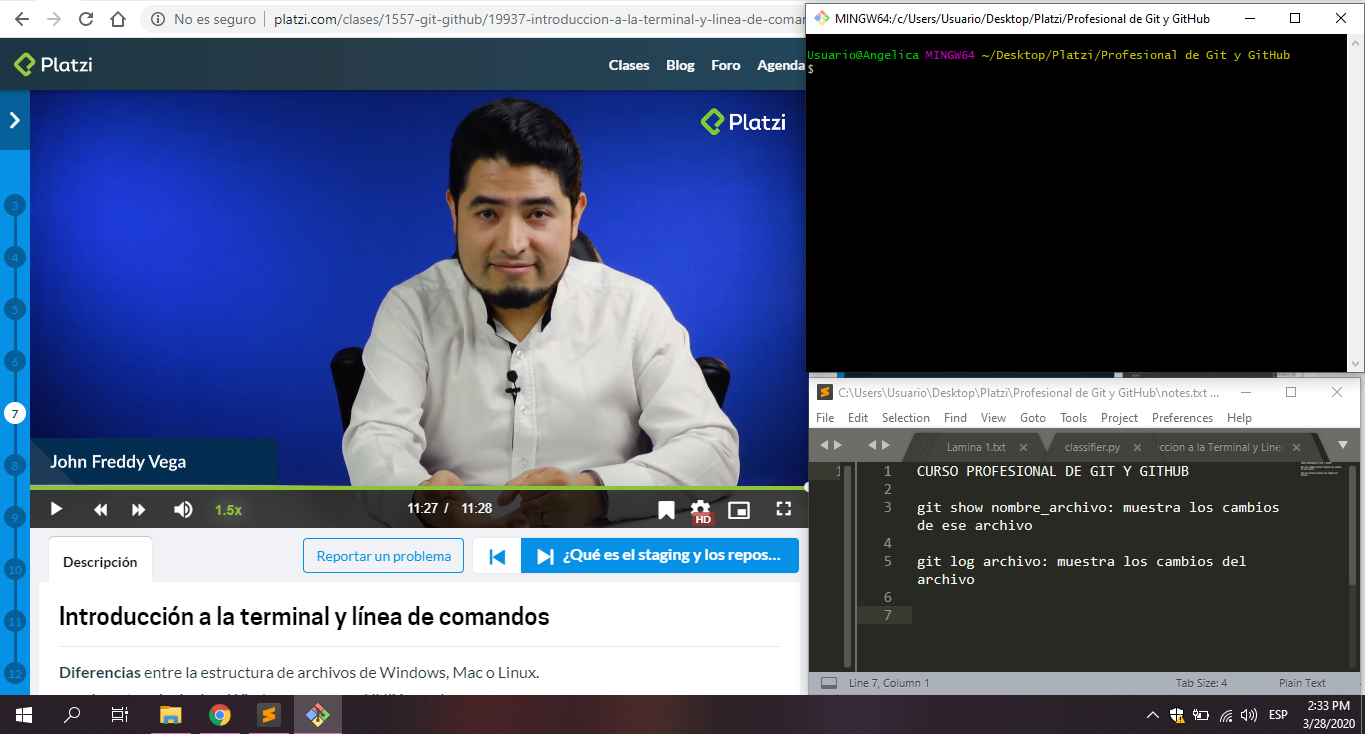 No es seguro | platzi.com/clases/1557-git-github/19937-introduccion-a-la-terminal-y-linea-de-coman
Platzi
Clases Blog Foro Agenda
Platzi
3
4
5
6
7
8
9
10
11
12
John Freddy Vega
1.5x
11:27 / 11:28
HD
Descripción
Reportar un problema
¿Qué es el staging y los repos...
Introducción a la terminal y línea de comandos
Diferencias entre la estructura de archivos de Windows, Mac o Linux.
MINGW64:/c/Users/Usuario/Desktop/Platzi/Profesional de Git y GitHub
Usuario@Angelica MINGW64 ~/Desktop/Platzi/Profesional de Git y GitHub
$
C:\Users\Usuario\Desktop\Platzi\Profesional de Git y GitHub\notes.txt ...
File Edit Selection Find View Goto Tools Project Preferences Help
Lamina 1.txt classifier.py ccion a la Terminal y Line
1
1 CURSO PROFESIONAL DE GIT Y GITHUB
2
3 git show nombre_archivo: muestra los cambios
de ese archivo
4
5 git log archivo: muestra los cambios del
archivo
6
7
Line 7, Column 1 Tab Size: 4 Plain Text
ESP
2:33 PM
3/28/2020